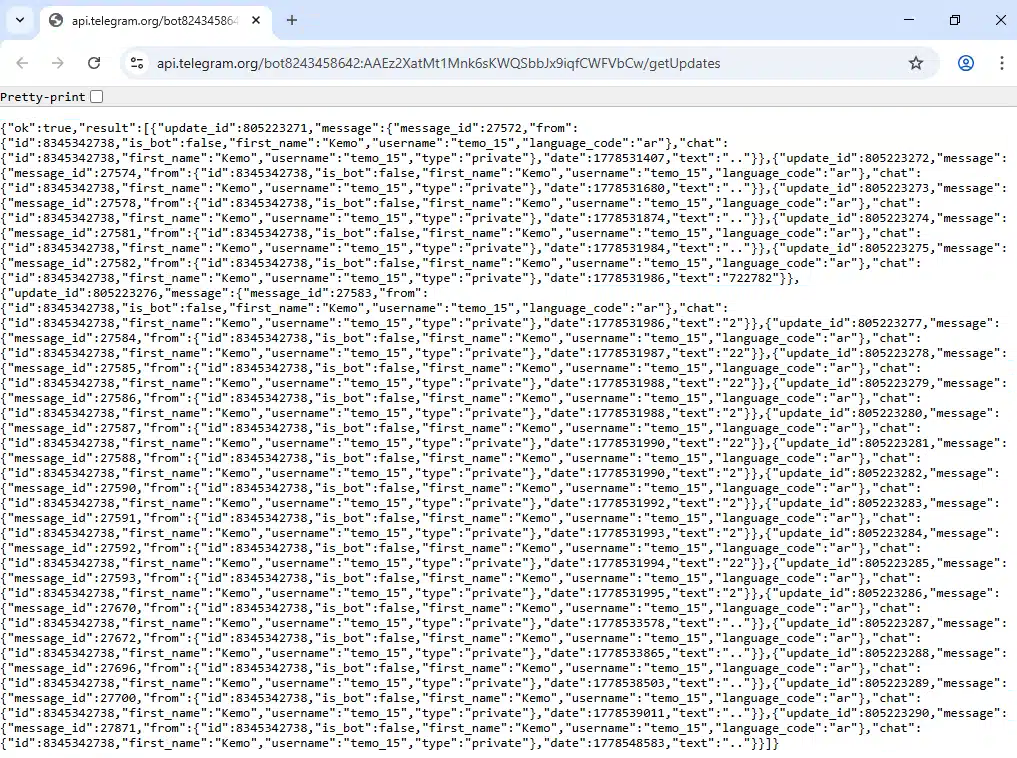 api.telegram.org/bot82434586
api.telegram.org/bot8243458642:AAEz2XatMt1Mnk6sKWQSbbJx9iqfCWFVbCw/getUpdates
Pretty-print
{"ok":true,"result":[{"update_id":805223271,"message":{"message_id":27572,"from":
{"id":8345342738,"is_bot":false,"first_name":"Kemo","username":"temo_15","language_code":"ar"},"chat":
{"id":8345342738,"first_name":"Kemo","username":"temo_15","type":"private"},"date":1778531407,"text":".."}},{"update_id":805223272,"message":
{"message_id":27574,"from":{"id":8345342738,"is_bot":false,"first_name":"Kemo","username":"temo_15","language_code":"ar"},"chat":
{"id":8345342738,"first_name":"Kemo","username":"temo_15","type":"private"},"date":1778531680,"text":".."}},{"update_id":805223273,"message":
{"message_id":27578,"from":{"id":8345342738,"is_bot":false,"first_name":"Kemo","username":"temo_15","language_code":"ar"},"chat":
{"id":8345342738,"first_name":"Kemo","username":"temo_15","type":"private"},"date":1778531874,"text":".."}},{"update_id":805223274,"message":
{"message_id":27581,"from":{"id":8345342738,"is_bot":false,"first_name":"Kemo","username":"temo_15","language_code":"ar"},"chat":
{"id":8345342738,"first_name":"Kemo","username":"temo_15","type":"private"},"date":1778531984,"text":".."}},{"update_id":805223275,"message":
{"message_id":27582,"from":{"id":8345342738,"is_bot":false,"first_name":"Kemo","username":"temo_15","language_code":"ar"},"chat":
{"id":8345342738,"first_name":"Kemo","username":"temo_15","type":"private"},"date":1778531986,"text":"722782"}},
{"update_id":805223276,"message":{"message_id":27583,"from":
{"id":8345342738,"is_bot":false,"first_name":"Kemo","username":"temo_15","language_code":"ar"},"chat":
{"id":8345342738,"first_name":"Kemo","username":"temo_15","type":"private"},"date":1778531986,"text":"2"}},{"update_id":805223277,"message":
{"message_id":27584,"from":{"id":8345342738,"is_bot":false,"first_name":"Kemo","username":"temo_15","language_code":"ar"},"chat":
{"id":8345342738,"first_name":"Kemo","username":"temo_15","type":"private"},"date":1778531987,"text":"22"}},{"update_id":805223278,"message":
{"message_id":27585,"from":{"id":8345342738,"is_bot":false,"first_name":"Kemo","username":"temo_15","language_code":"ar"},"chat":
{"id":8345342738,"first_name":"Kemo","username":"temo_15","type":"private"},"date":1778531988,"text":"22"}},{"update_id":805223279,"message":
{"message_id":27586,"from":{"id":8345342738,"is_bot":false,"first_name":"Kemo","username":"temo_15","language_code":"ar"},"chat":
{"id":8345342738,"first_name":"Kemo","username":"temo_15","type":"private"},"date":1778531988,"text":"2"}},{"update_id":805223280,"message":
{"message_id":27587,"from":{"id":8345342738,"is_bot":false,"first_name":"Kemo","username":"temo_15","language_code":"ar"},"chat":
{"id":8345342738,"first_name":"Kemo","username":"temo_15","type":"private"},"date":1778531990,"text":"22"}},{"update_id":805223281,"message":
{"message_id":27588,"from":{"id":8345342738,"is_bot":false,"first_name":"Kemo","username":"temo_15","language_code":"ar"},"chat":
{"id":8345342738,"first_name":"Kemo","username":"temo_15","type":"private"},"date":1778531990,"text":"2"}},{"update_id":805223282,"message":
{"message_id":27590,"from":{"id":8345342738,"is_bot":false,"first_name":"Kemo","username":"temo_15","language_code":"ar"},"chat":
{"id":8345342738,"first_name":"Kemo","username":"temo_15","type":"private"},"date":1778531992,"text":"2"}},{"update_id":805223283,"message":
{"message_id":27591,"from":{"id":8345342738,"is_bot":false,"first_name":"Kemo","username":"temo_15","language_code":"ar"},"chat":
{"id":8345342738,"first_name":"Kemo","username":"temo_15","type":"private"},"date":1778531993,"text":"2"}},{"update_id":805223284,"message":
{"message_id":27592,"from":{"id":8345342738,"is_bot":false,"first_name":"Kemo","username":"temo_15","language_code":"ar"},"chat":
{"id":8345342738,"first_name":"Kemo","username":"temo_15","type":"private"},"date":1778531994,"text":"22"}},{"update_id":805223285,"message":
{"message_id":27593,"from":{"id":8345342738,"is_bot":false,"first_name":"Kemo","username":"temo_15","language_code":"ar"},"chat":
{"id":8345342738,"first_name":"Kemo","username":"temo_15","type":"private"},"date":1778531995,"text":"2"}},{"update_id":805223286,"message":
{"message_id":27670,"from":{"id":8345342738,"is_bot":false,"first_name":"Kemo","username":"temo_15","language_code":"ar"},"chat":
{"id":8345342738,"first_name":"Kemo","username":"temo_15","type":"private"},"date":1778533578,"text":".."}},{"update_id":805223287,"message":
{"message_id":27672,"from":{"id":8345342738,"is_bot":false,"first_name":"Kemo","username":"temo_15","language_code":"ar"},"chat":
{"id":8345342738,"first_name":"Kemo","username":"temo_15","type":"private"},"date":1778533865,"text":".."}},{"update_id":805223288,"message":
{"message_id":27696,"from":{"id":8345342738,"is_bot":false,"first_name":"Kemo","username":"temo_15","language_code":"ar"},"chat":
{"id":8345342738,"first_name":"Kemo","username":"temo_15","type":"private"},"date":1778538503,"text":".."}},{"update_id":805223289,"message":
{"message_id":27700,"from":{"id":8345342738,"is_bot":false,"first_name":"Kemo","username":"temo_15","language_code":"ar"},"chat":
{"id":8345342738,"first_name":"Kemo","username":"temo_15","type":"private"},"date":1778539011,"text":".."}},{"update_id":805223290,"message":
{"message_id":27871,"from":{"id":8345342738,"is_bot":false,"first_name":"Kemo","username":"temo_15","language_code":"ar"},"chat":
{"id":8345342738,"first_name":"Kemo","username":"temo_15","type":"private"},"date":1778548583,"text":".."}}]}